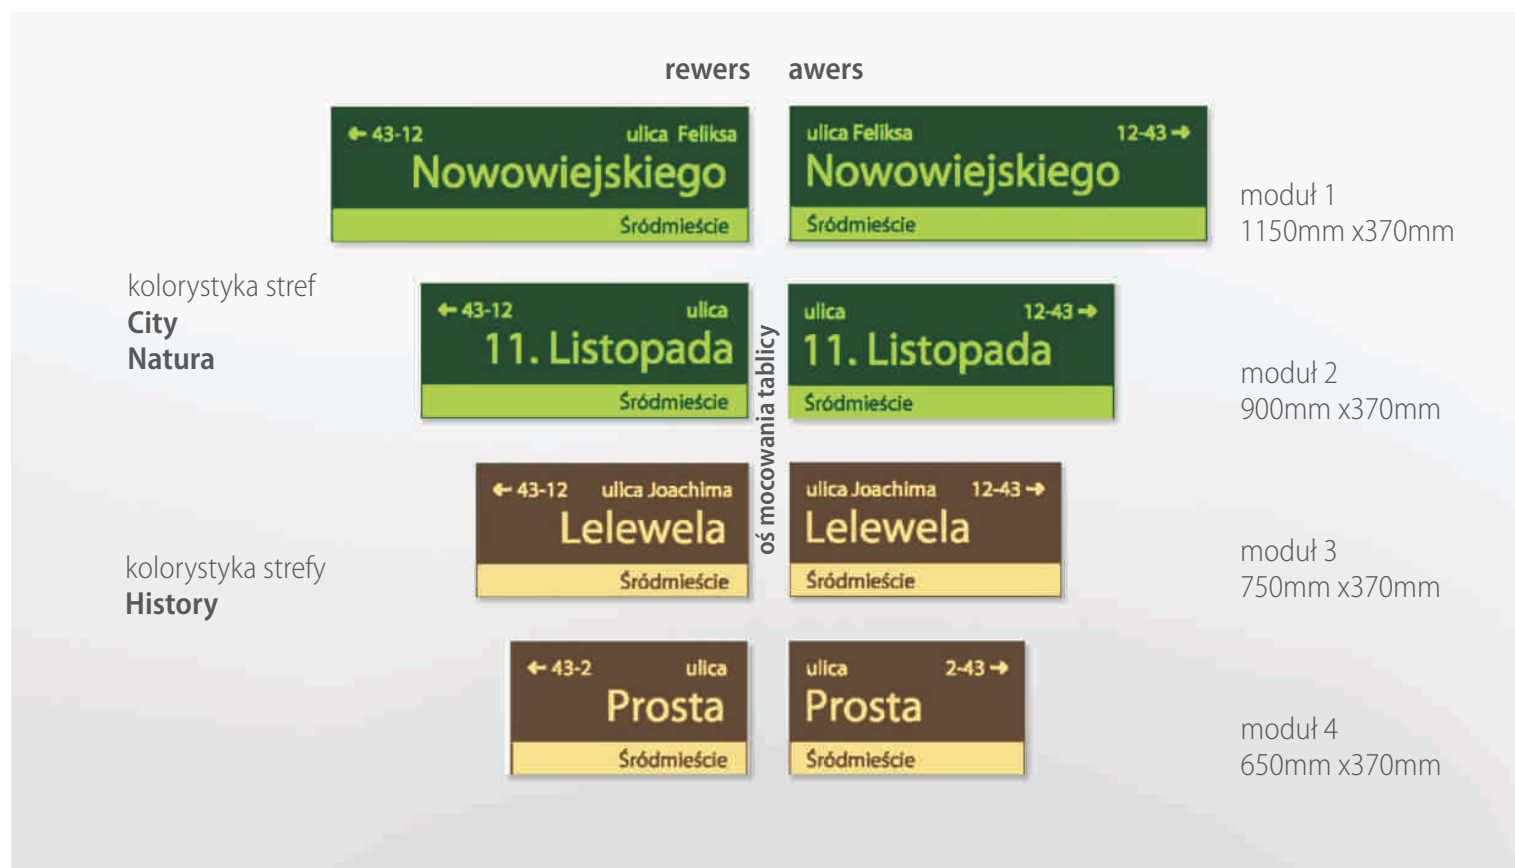 rewers awers
← 43-12 ulica Feliksa
Nowowiejskiego
Śródmieście
ulica Feliksa 12-43 →
Nowowiejskiego
Śródmieście
moduł 1
1150mm x370mm
kolorystyka stref
City
Natura
← 43-12 ulica
11. Listopada
Śródmieście
oś mocowania tablicy
ulica 12-43 →
11. Listopada
Śródmieście
moduł 2
900mm x370mm
kolorystyka strefy
History
← 43-12 ulica Joachima
Lelewela
Śródmieście
ulica Joachima 12-43 →
Lelewela
Śródmieście
moduł 3
750mm x370mm
← 43-2 ulica
Prosta
Śródmieście
ulica 2-43 →
Prosta
Śródmieście
moduł 4
650mm x370mm